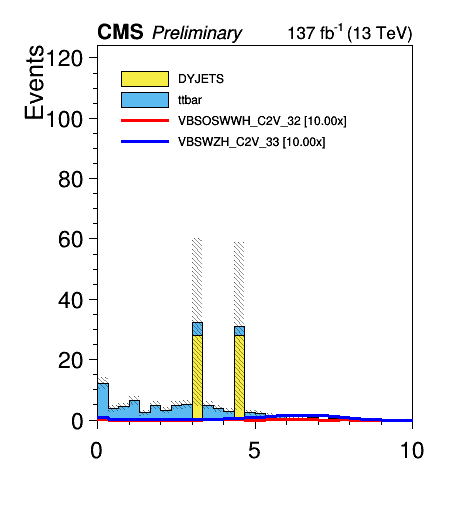 CMS Preliminary 137 fb-1 (13 TeV)
Events
120
100
80
60
40
20
0
DYJETS
ttbar
VBSOSWWH_C2V_32 [10.00x]
VBSWZH_C2V_33 [10.00x]
0 5 10